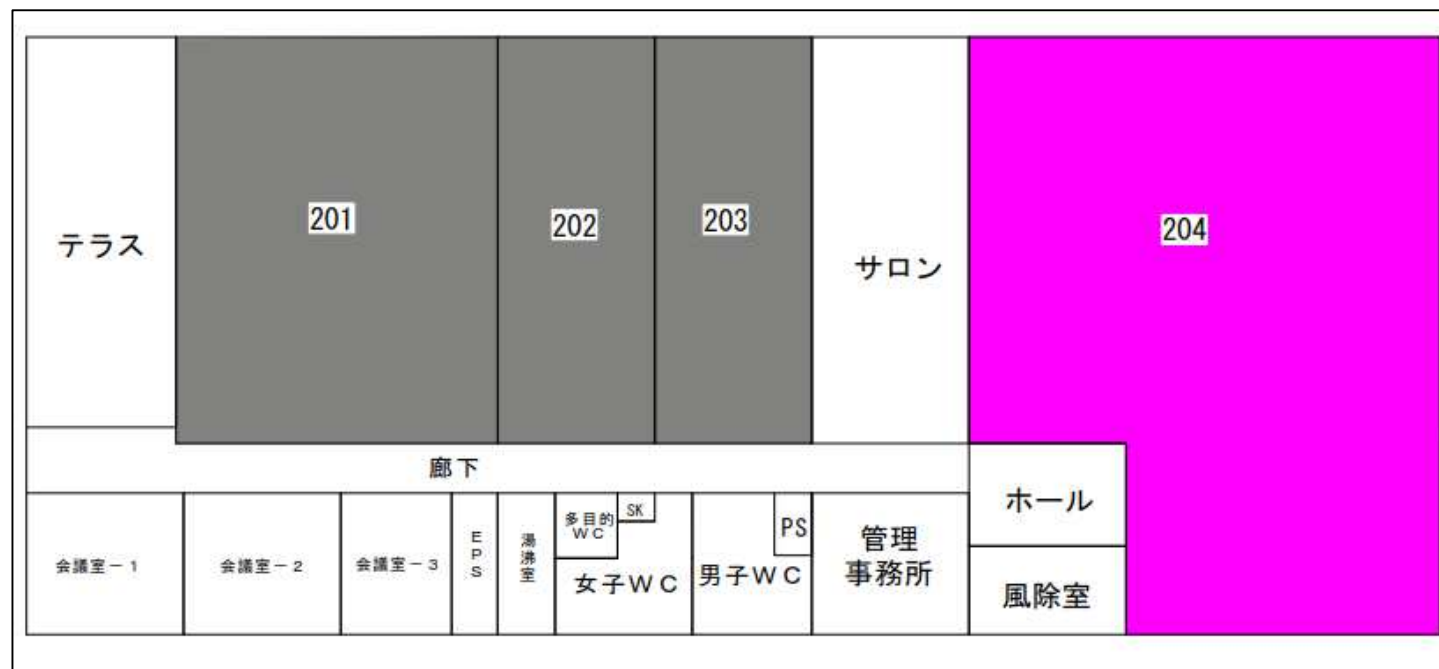 テラス
201
202
203
サロン
204
廊下
会議室－１
会議室－２
会議室－３
EPS
湯沸室
多目的
ＷＣ
SK
女子ＷＣ
男子ＷＣ
PS
管理
事務所
ホール
風除室